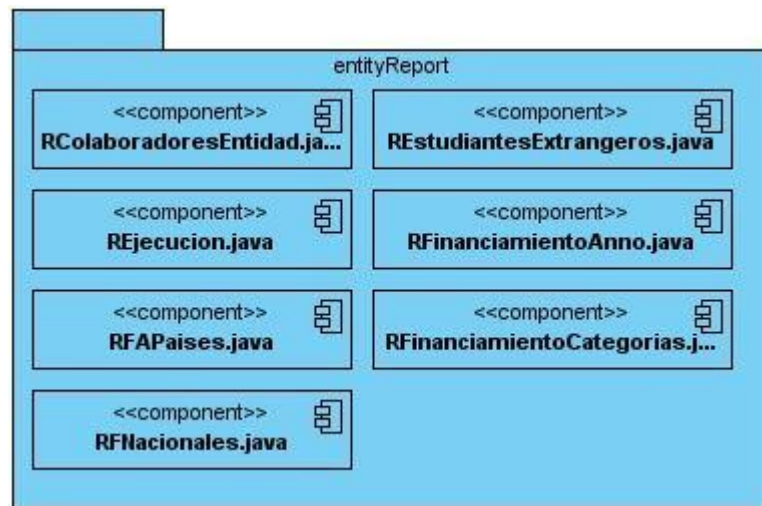 entityReport
<<component>>
RColaboradoresEntidad.ja...
<<component>>
REstudiantesExtrangeros.java
<<component>>
REjecucion.java
<<component>>
RFinanciamientoAnno.java
<<component>>
RFAPaises.java
<<component>>
RFinanciamientoCategorias.j...
<<component>>
RFNacionales.java